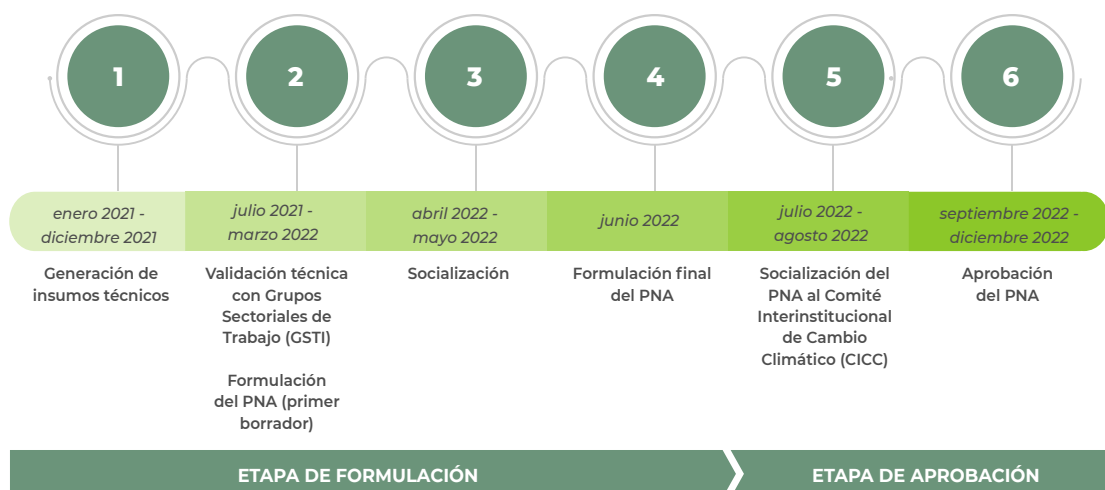 1
2
3
4
5
6
enero 2021 -
diciembre 2021
julio 2021 -
marzo 2022
abril 2022 -
mayo 2022
junio 2022
julio 2022 -
agosto 2022
septiembre 2022 -
diciembre 2022
Generación de
insumos técnicos
Validación técnica
con Grupos
Sectoriales de
Trabajo (GSTI)
Formulación
del PNA (primer
borrador)
Socialización
Formulación final
del PNA
Socialización del
PNA al Comité
Interinstitucional
de Cambio
Climático (CICC)
Aprobación
del PNA
ETAPA DE FORMULACIÓN
ETAPA DE APROBACIÓN